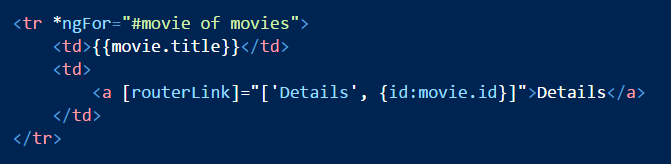 <tr *ngFor="#movie of movies">
    <td>{{movie.title}}</td>
    <td>
        <a [routerLink]="['Details', {id:movie.id}]">Details</a>
    </td>
</tr>